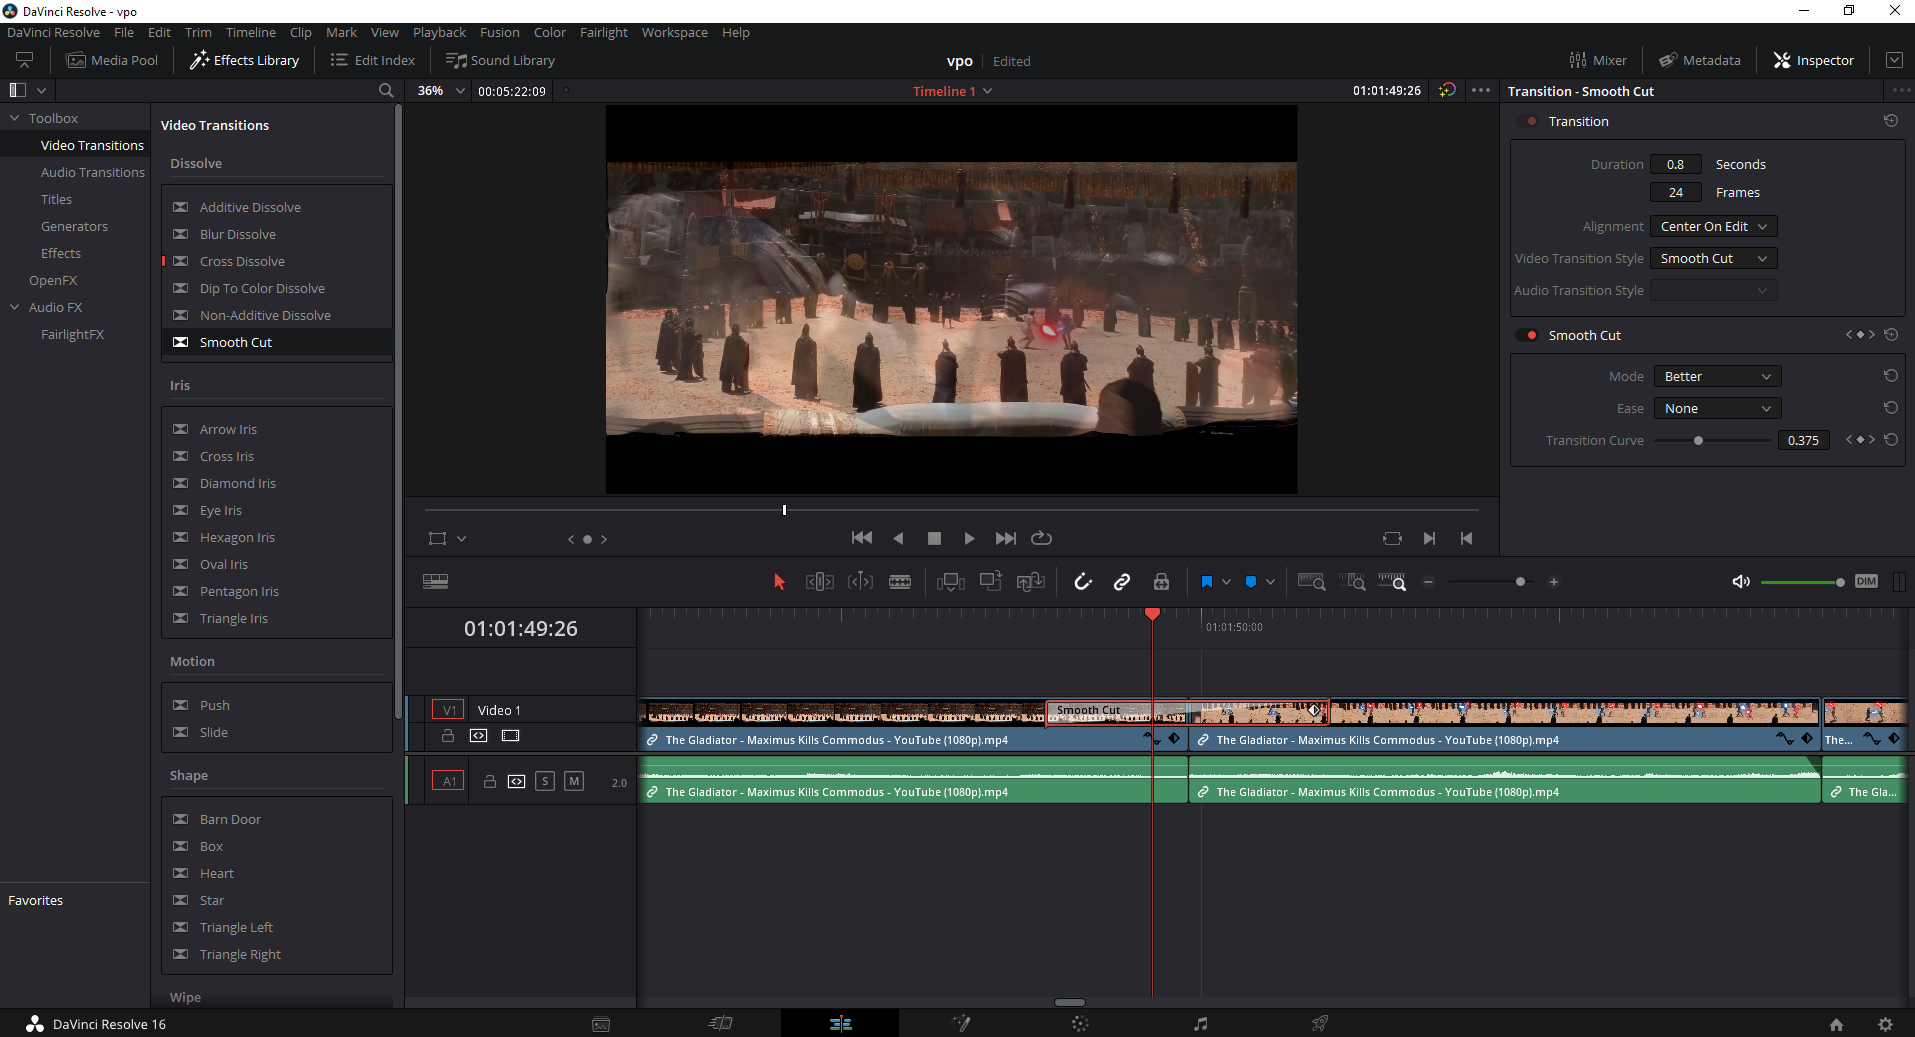 DaVinci Resolve - vpo
DaVinci Resolve File Edit Trim Timeline Clip Mark View Playback Fusion Color Fairlight Workspace Help
Media Pool Effects Library Edit Index Sound Library vpo Edited Mixer Metadata Inspector
36% 00:05:22:09 Timeline 1 01:01:49:26 Transition - Smooth Cut
Toolbox
Video Transitions
Audio Transitions
Titles
Generators
Effects
OpenFX
Audio FX
FairlightFX
Favorites
Video Transitions
Dissolve
Additive Dissolve
Blur Dissolve
Cross Dissolve
Dip To Color Dissolve
Non-Additive Dissolve
Smooth Cut
Iris
Arrow Iris
Cross Iris
Diamond Iris
Eye Iris
Hexagon Iris
Oval Iris
Pentagon Iris
Triangle Iris
Motion
Push
Slide
Shape
Barn Door
Box
Heart
Star
Triangle Left
Triangle Right
Wipe
Transition
Duration 0.8 Seconds
24 Frames
Alignment Center On Edit
Video Transition Style Smooth Cut
Audio Transition Style
Smooth Cut
Mode Better
Ease None
Transition Curve 0.375
DIM
01:01:49:26
01:01:50:00
V1 Video 1
Smooth Cut
The Gladiator - Maximus Kills Commodus - YouTube (1080p).mp4
The Gladiator - Maximus Kills Commodus - YouTube (1080p).mp4
The...
A1 S M 2.0
The Gladiator - Maximus Kills Commodus - YouTube (1080p).mp4
The Gladiator - Maximus Kills Commodus - YouTube (1080p).mp4
The Gla...
DaVinci Resolve 16